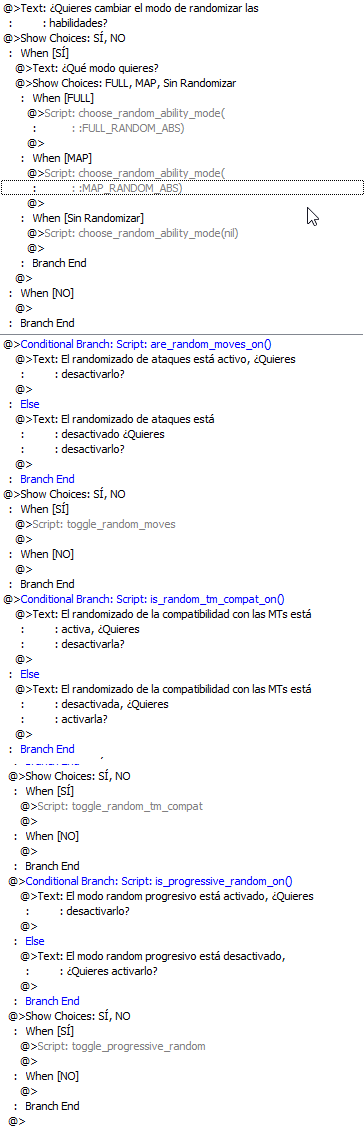 @>Text: ¿Quieres cambiar el modo de randomizar las
: : habilidades?
@>Show Choices: SÍ, NO
: When [SÍ]
@>Text: ¿Qué modo quieres?
@>Show Choices: FULL, MAP, Sin Randomizar
: When [FULL]
@>Script: choose_random_ability_mode(
: : :FULL_RANDOM_ABS)
@>
: When [MAP]
@>Script: choose_random_ability_mode(
: : :MAP_RANDOM_ABS)
@>
: When [Sin Randomizar]
@>Script: choose_random_ability_mode(nil)
@>
: Branch End
@>
: When [NO]
@>
: Branch End
@>Conditional Branch: Script: are_random_moves_on()
@>Text: El randomizado de ataques está activo, ¿Quieres
: : desactivarlo?
@>
: Else
@>Text: El randomizado de ataques está
: : desactivado ¿Quieres
: : desactivarlo?
@>
: Branch End
@>Show Choices: SÍ, NO
: When [SÍ]
@>Script: toggle_random_moves
@>
: When [NO]
@>
: Branch End
@>Conditional Branch: Script: is_random_tm_compat_on()
@>Text: El randomizado de la compatibilidad con las MTs está
: : activa, ¿Quieres
: : desactivarla?
@>
: Else
@>Text: El randomizado de la compatibilidad con las MTs está
: : desactivada, ¿Quieres
: : activarla?
@>
: Branch End
@>Show Choices: SÍ, NO
: When [SÍ]
@>Script: toggle_random_tm_compat
@>
: When [NO]
@>
: Branch End
@>Conditional Branch: Script: is_progressive_random_on()
@>Text: El modo random progresivo está activado, ¿Quieres
: : desactivarlo?
@>
: Else
@>Text: El modo random progresivo está desactivado,
: : ¿Quieres activarlo?
@>
: Branch End
@>Show Choices: SÍ, NO
: When [SÍ]
@>Script: toggle_progressive_random
@>
: When [NO]
@>
: Branch End
@>